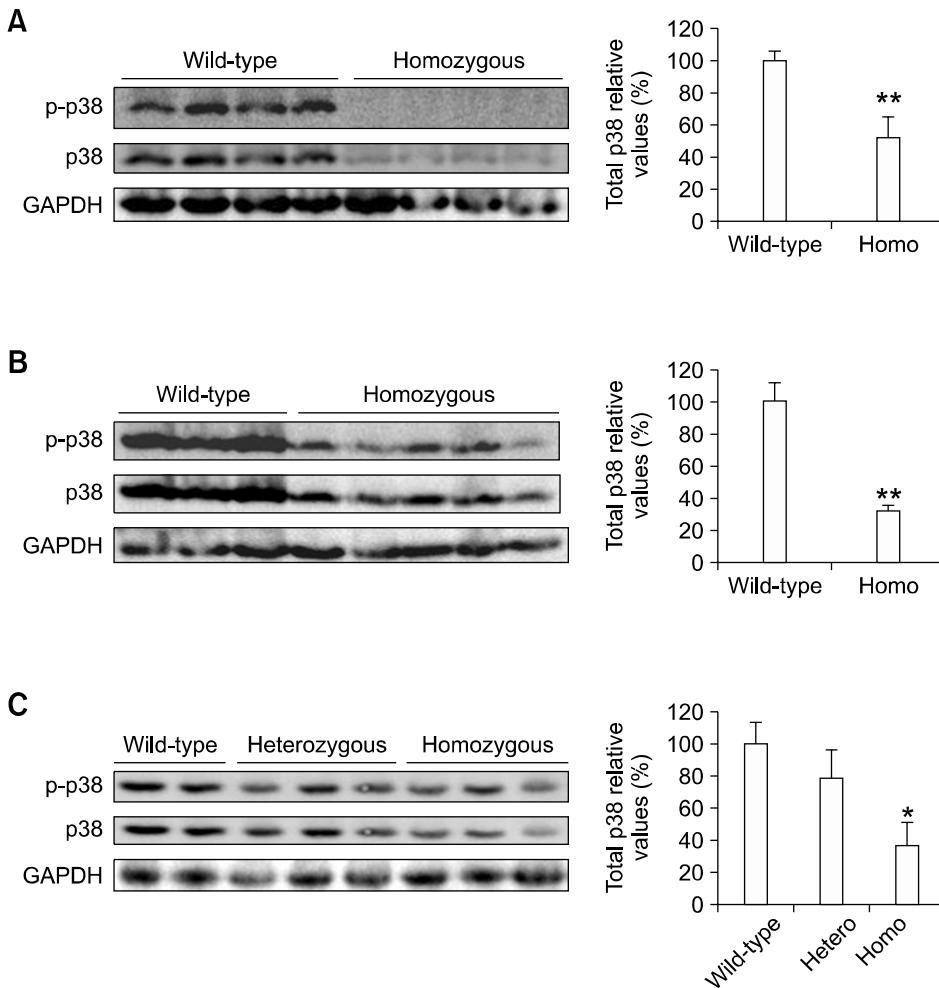 A
Wild-type Homozygous
p-p38
p38
GAPDH
Total p38 relative
values (%)
120
100
80
60
40
20
0
**
Wild-type Homo
B
Wild-type Homozygous
p-p38
p38
GAPDH
Total p38 relative
values (%)
120
100
80
60
40
20
0
**
Wild-type Homo
C
Wild-type Heterozygous Homozygous
p-p38
p38
GAPDH
Total p38 relative
values (%)
120
100
80
60
40
20
0
*
Wild-type Hetero Homo